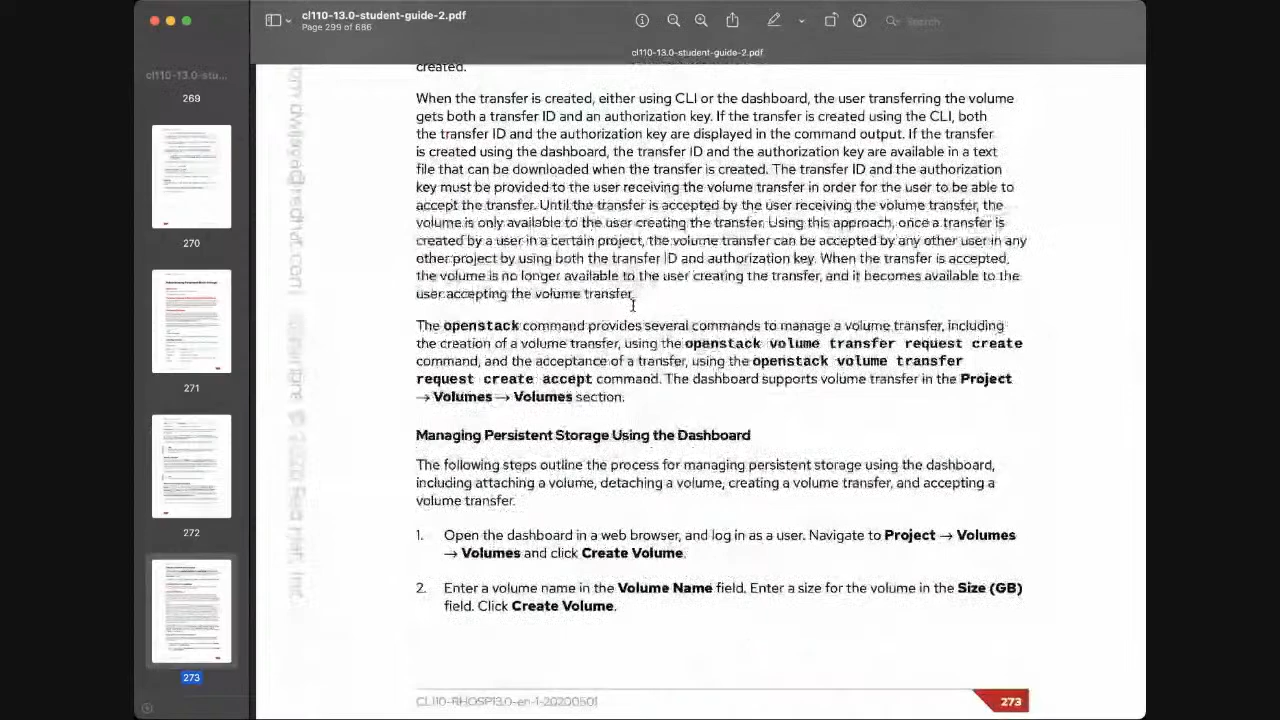 cl110-13.0-student-guide-2.pdf
Page 299 of 686
Search
cl110-13.0-student-guide-2.pdf
cl110-13.0-stu...
269
270
271
272
273
created.
When the transfer is created, either using CLI or the dashboard, the user transferring the volume
gets both a transfer ID and an authorization key. If the transfer is created using the CLI, both
the transfer ID and the authorization key are displayed in the command output. If the transfer
is created using the dashboard, the transfer ID and the authorization key are available in a text
file that can be downloaded once the transfer is created. The transfer ID and the authorization
key must be provided to the user receiving the volume transfer in order for the user to be able to
accept the transfer. Until the transfer is accepted by the user receiving the volume transfer, the
volume is only available to the user creating the transfer. Using this approach, once a transfer is
created by a user in a certain project, the volume transfer can be accepted by any other user in any
other project by using both the transfer ID and authorization key. When the transfer is accepted,
the volume is no longer available to the user creating the transfer, and it becomes available to the
user receiving the volume transfer.
The openstack command supports the management of the volume transfer, including
the creation of a volume transfer, using the openstack volume transfer request create
command, and the acceptance of the transfer, using the openstack volume transfer
request create accept command. The dashboard supports volume transfer in the Project
→ Volumes → Volumes section.
Managing Persistent Storage from the Dashboard
The following steps outline the process for managing persistent storage using the dashboard,
including attaching a volume, detaching a volume, creating a volume transfer, and accepting a
volume transfer.
1. Open the dashboard in a web browser, and log in as a user. Navigate to Project → Volumes
→ Volumes and click Create Volume.
2. Enter a volume name in the Volume Name field. Enter a size for the volume in the Size (GB)
field. Click Create Volume.
CL110-RHOSP13.0-en-1-20200501
273